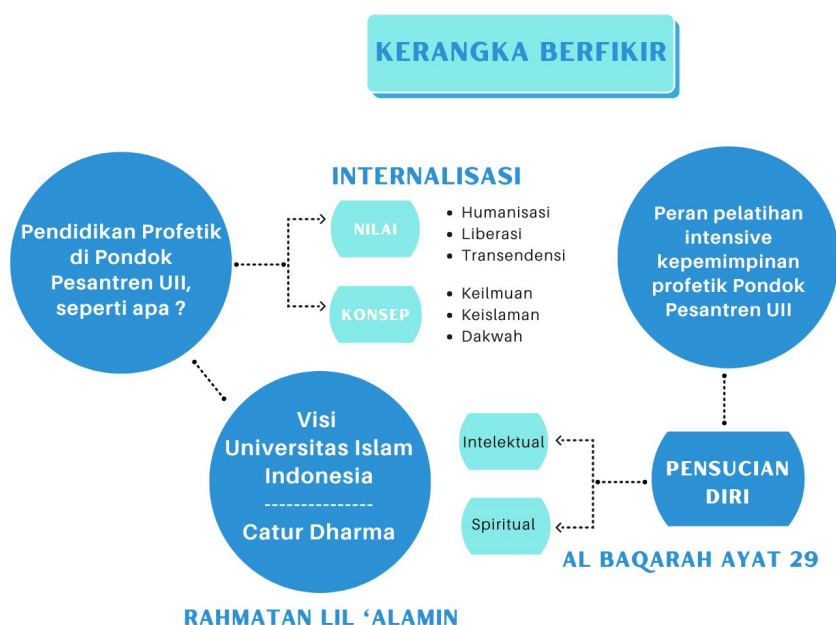 KERANGKA BERFIKIR
Pendidikan Profetik
di Pondok
Pesantren UII,
seperti apa ?
INTERNALISASI
NILAI
• Humanisasi
• Liberasi
• Transendensi
KONSEP
• Keilmuan
• Keislaman
• Dakwah
Peran pelatihan
intensive
kepemimpinan
profetik Pondok
Pesantren UII
Visi
Universitas Islam
Indonesia
---------------
Catur Dharma
RAHMATAN LIL ‘ALAMIN
Intelektual
Spiritual
PENSUCIAN
DIRI
AL BAQARAH AYAT 29